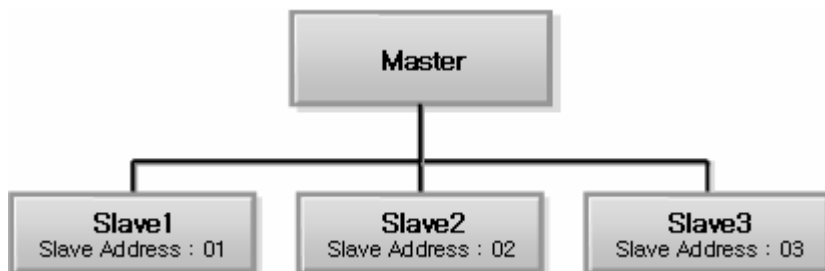 Master
Slave1
Slave Address : 01
Slave2
Slave Address : 02
Slave3
Slave Address : 03